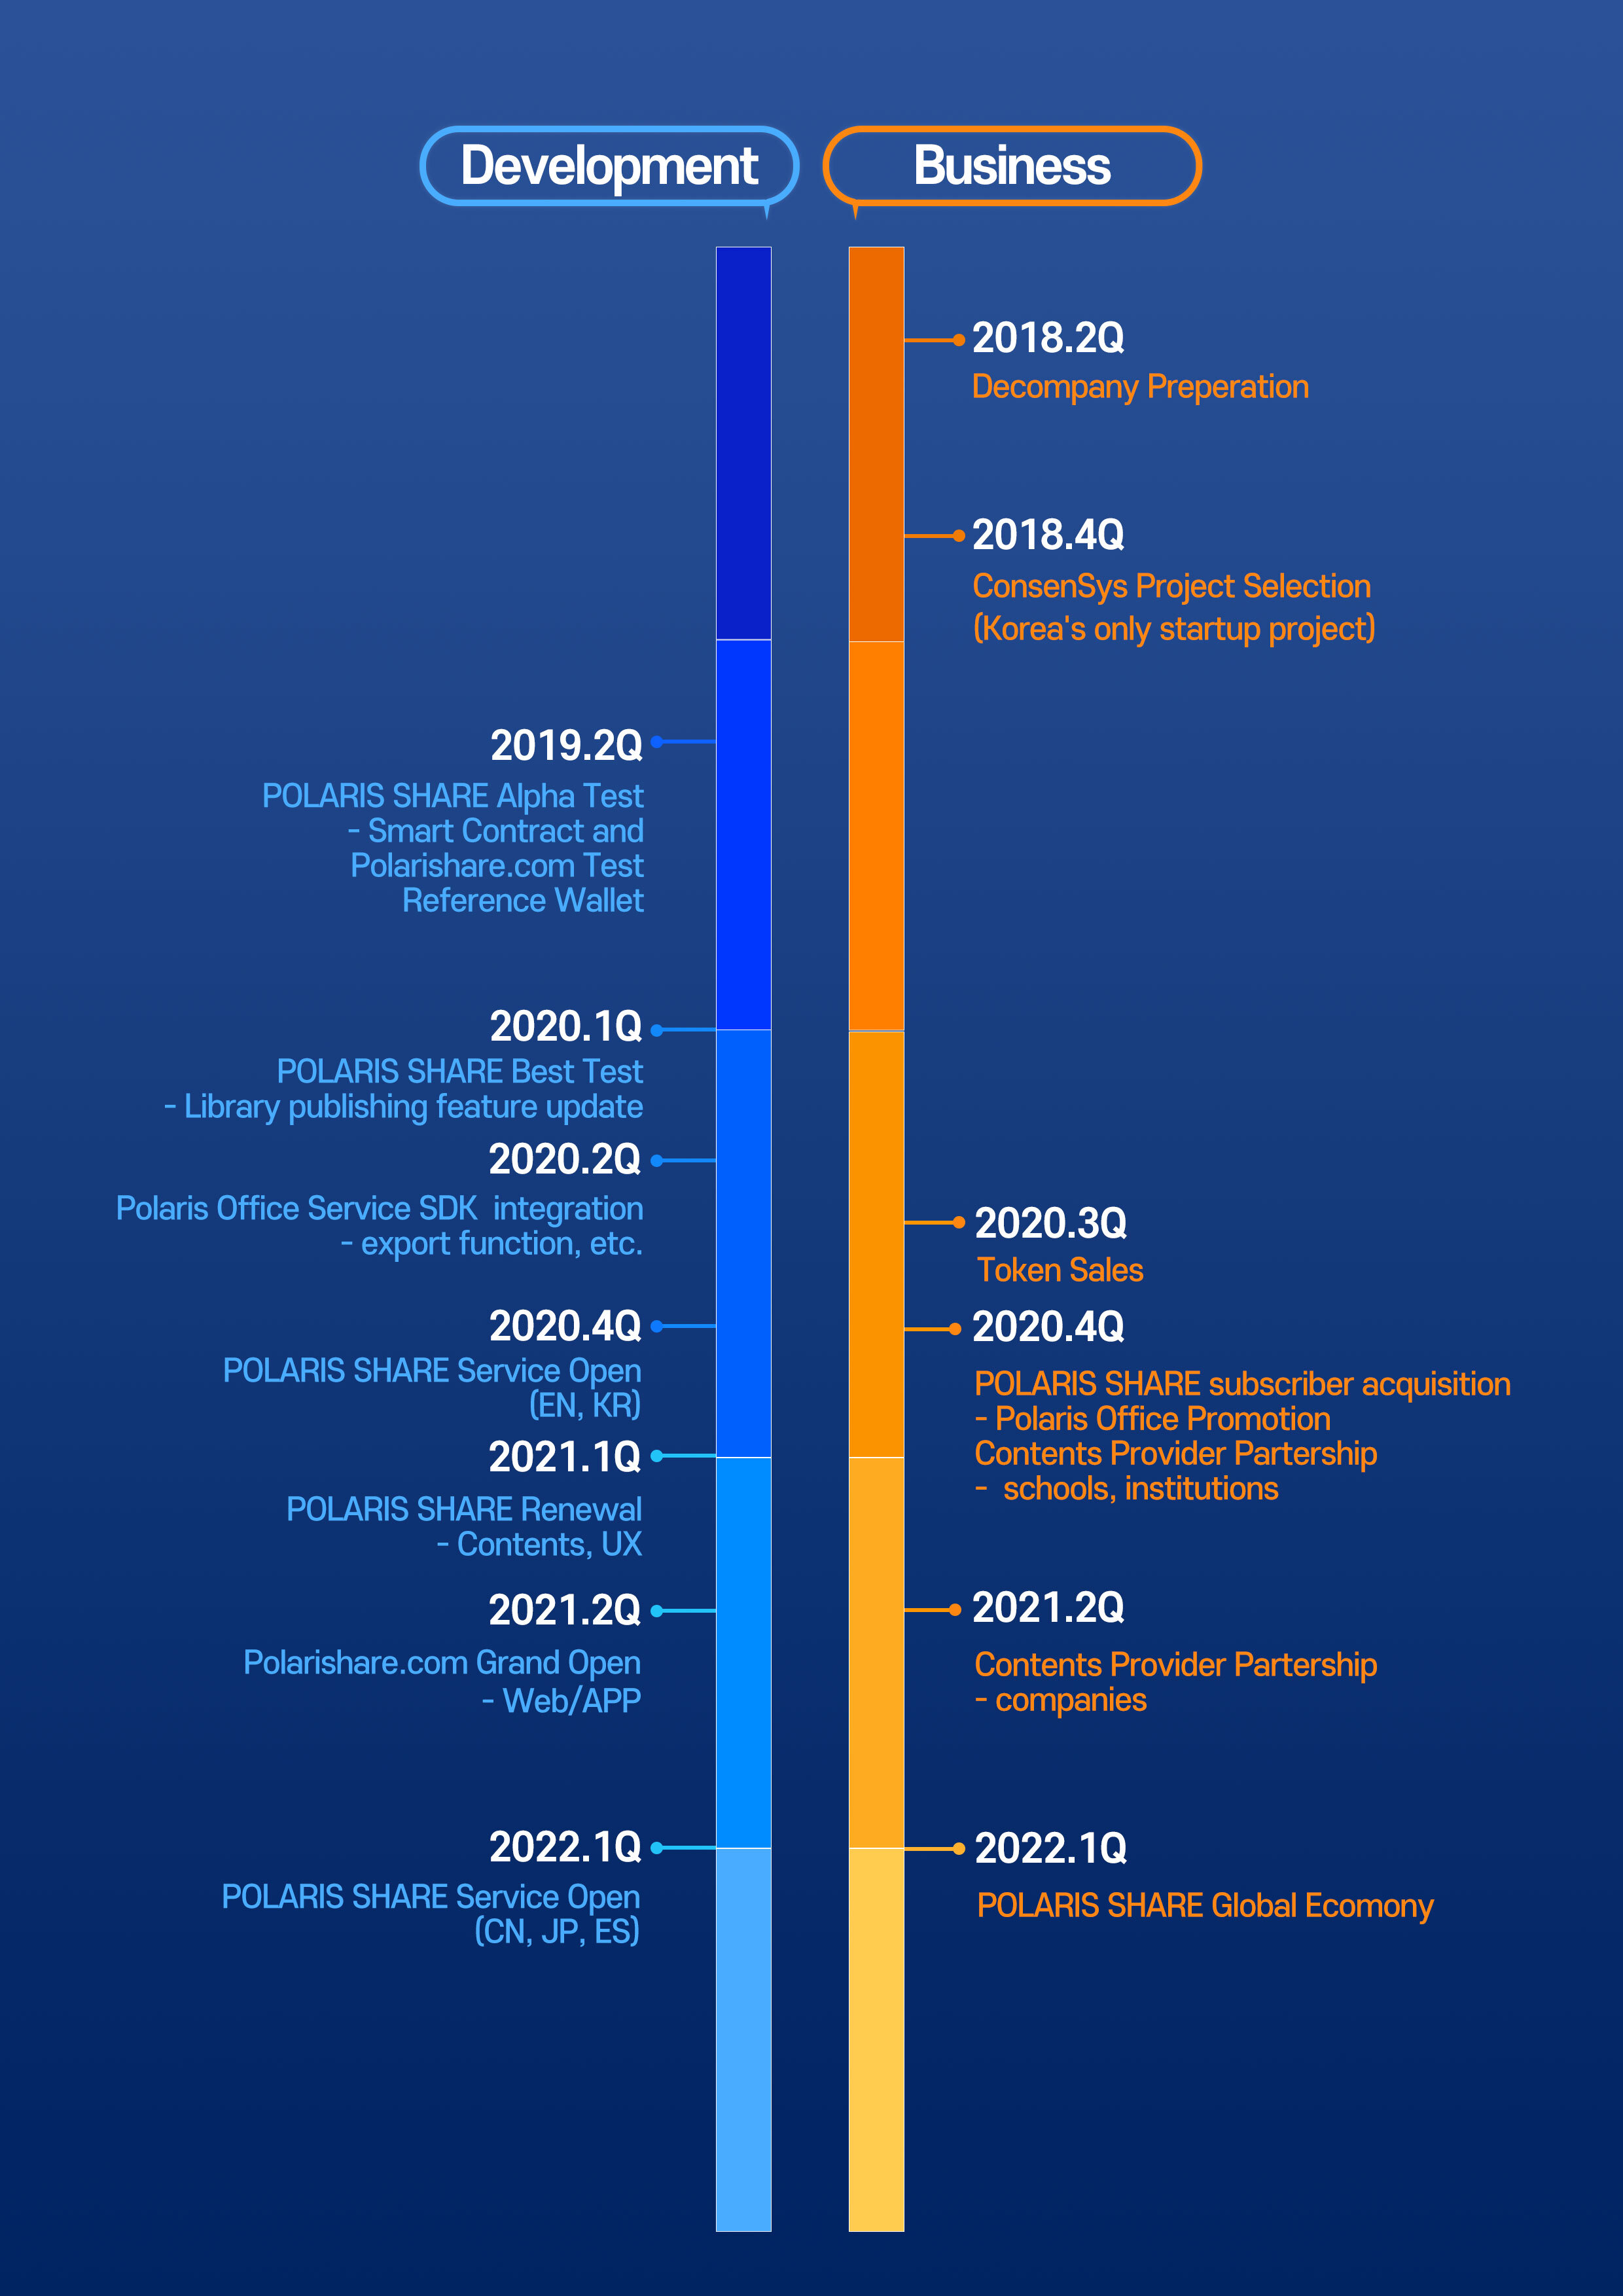 Development
Business
2018.2Q
Decompany Preperation
2018.4Q
ConsenSys Project Selection
(Korea's only startup project)
2019.2Q
POLARIS SHARE Alpha Test
- Smart Contract and
Polarishare.com Test
Reference Wallet
2020.1Q
POLARIS SHARE Best Test
- Library publishing feature update
2020.2Q
Polaris Office Service SDK  integration
- export function, etc.
2020.3Q
Token Sales
2020.4Q
POLARIS SHARE Service Open
(EN, KR)
2020.4Q
POLARIS SHARE subscriber acquisition
- Polaris Office Promotion
Contents Provider Partership
-  schools, institutions
2021.1Q
POLARIS SHARE Renewal
- Contents, UX
2021.2Q
Polarishare.com Grand Open
- Web/APP
2021.2Q
Contents Provider Partership
- companies
2022.1Q
POLARIS SHARE Service Open
(CN, JP, ES)
2022.1Q
POLARIS SHARE Global Ecomony